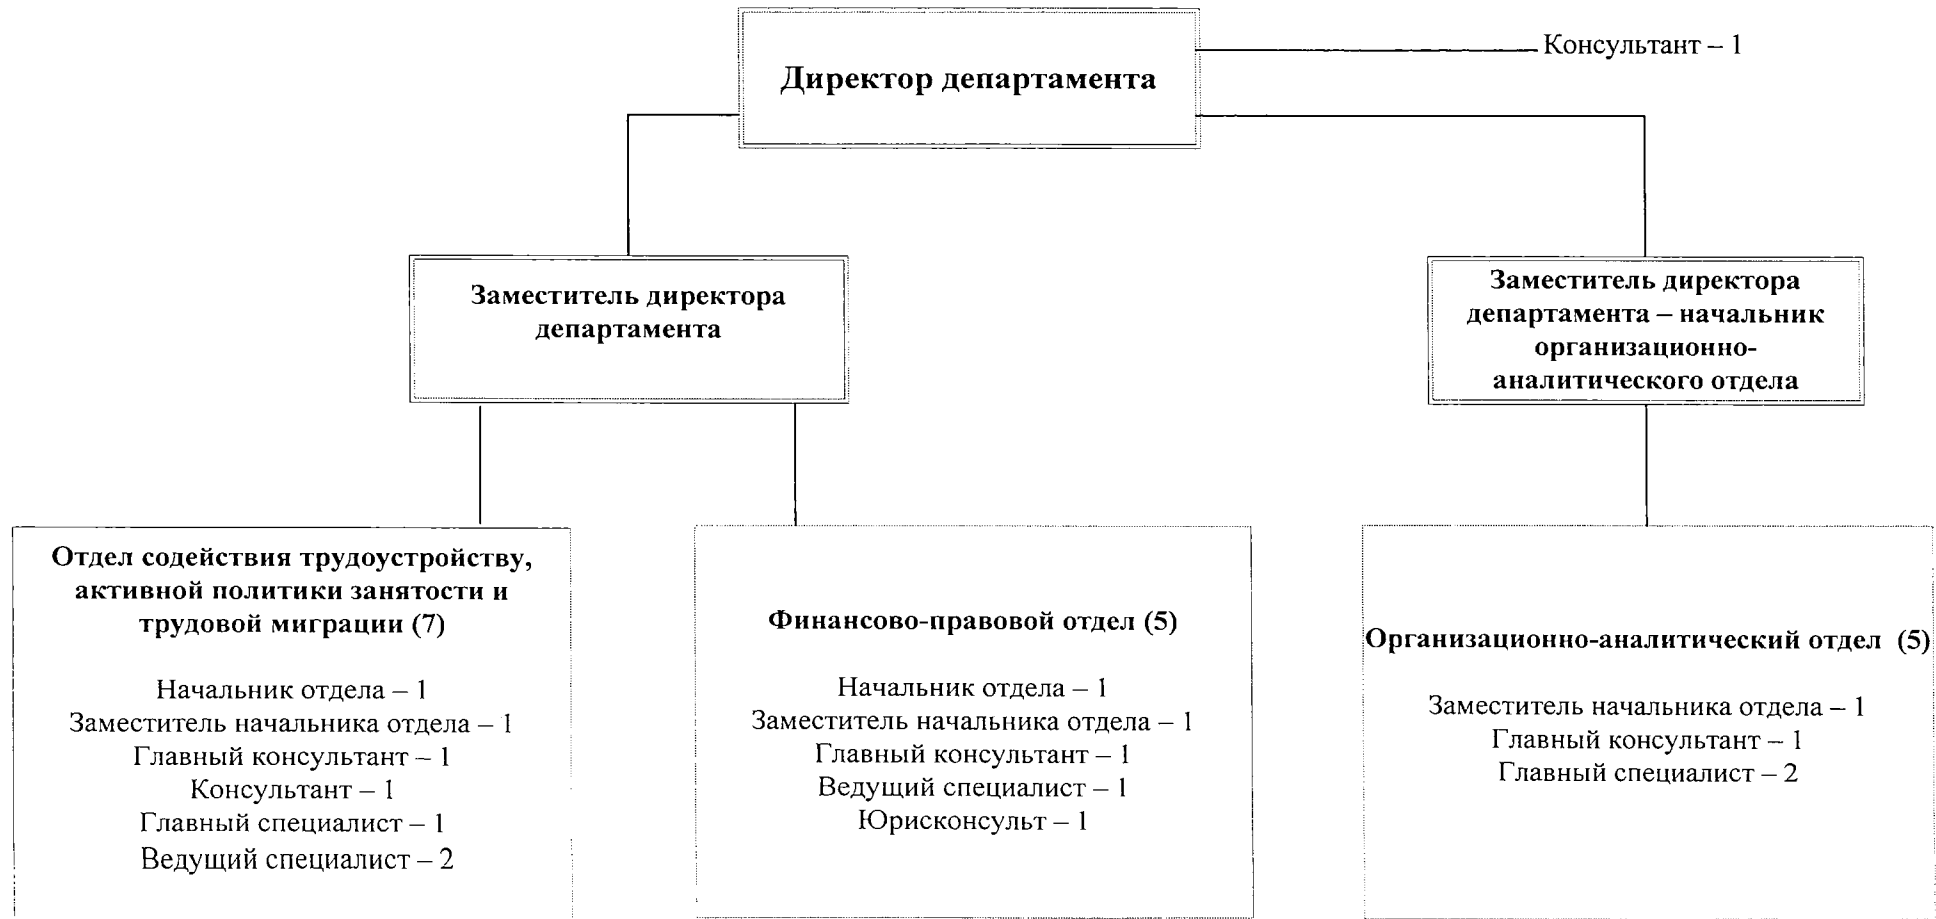 Директор департамента
Консультант – 1
Заместитель директора
департамента
Заместитель директора
департамента – начальник
организационно-
аналитического отдела
Отдел содействия трудоустройству,
активной политики занятости и
трудовой миграции (7)
Начальник отдела – 1
Заместитель начальника отдела – 1
Главный консультант – 1
Консультант – 1
Главный специалист – 1
Ведущий специалист – 2
Финансово-правовой отдел (5)
Начальник отдела – 1
Заместитель начальника отдела – 1
Главный консультант – 1
Ведущий специалист – 1
Юрисконсульт – 1
Организационно-аналитический отдел (5)
Заместитель начальника отдела – 1
Главный консультант – 1
Главный специалист – 2